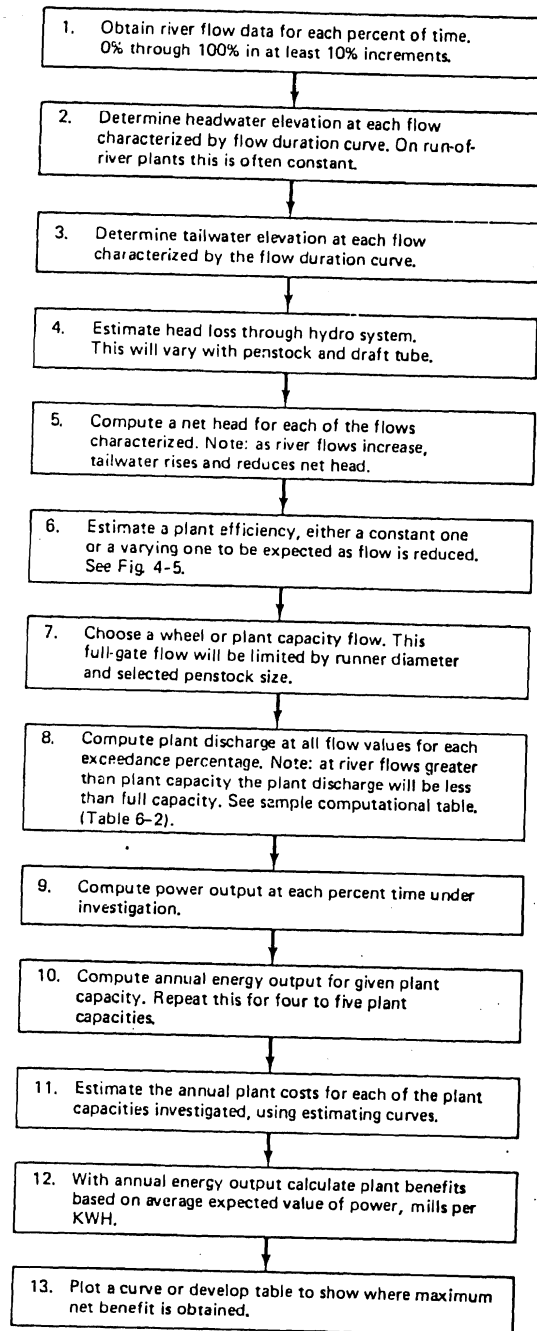 1. Obtain river flow data for each percent of time.
0% through 100% in at least 10% increments.
2. Determine headwater elevation at each flow
characterized by flow duration curve. On run-of-
river plants this is often constant.
3. Determine tailwater elevation at each flow
characterized by the flow duration curve.
4. Estimate head loss through hydro system.
This will vary with penstock and draft tube.
5. Compute a net head for each of the flows
characterized. Note: as river flows increase,
tailwater rises and reduces net head.
6. Estimate a plant efficiency, either a constant one
or a varying one to be expected as flow is reduced.
See Fig. 4-5.
7. Choose a wheel or plant capacity flow. This
full-gate flow will be limited by runner diameter
and selected penstock size.
8. Compute plant discharge at all flow values for each
exceedance percentage. Note: at river flows greater
than plant capacity the plant discharge will be less
than full capacity. See sample computational table.
(Table 6-2).
9. Compute power output at each percent time under
investigation.
10. Compute annual energy output for given plant
capacity. Repeat this for four to five plant
capacities.
11. Estimate the annual plant costs for each of the plant
capacities investigated, using estimating curves.
12. With annual energy output calculate plant benefits
based on average expected value of power, mills per
KWH.
13. Plot a curve or develop table to show where maximum
net benefit is obtained.